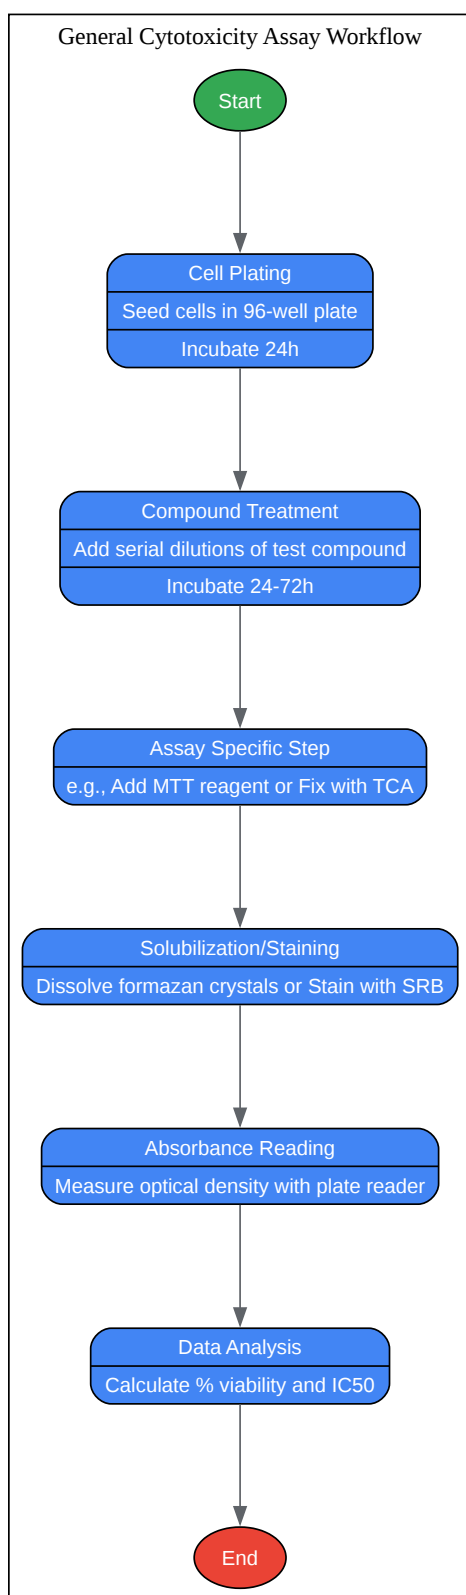 General Cytotoxicity Assay Workflow
Start
Cell Plating
Seed cells in 96-well plate
Incubate 24h
Compound Treatment
Add serial dilutions of test compound
Incubate 24-72h
Assay Specific Step
e.g., Add MTT reagent or Fix with TCA
Solubilization/Staining
Dissolve formazan crystals or Stain with SRB
Absorbance Reading
Measure optical density with plate reader
Data Analysis
Calculate % viability and IC50
End